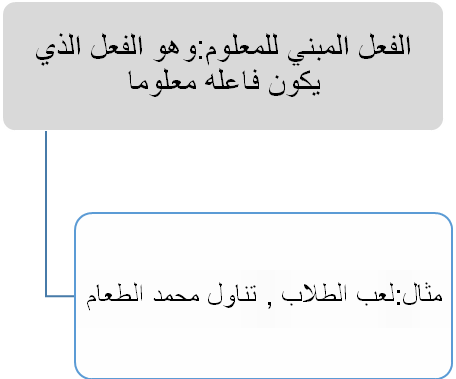 الفعل المبني للمعلوم:وهو الفعل الذي
يكون فاعله معلوما
مثال:لعب الطلاب , تناول محمد الطعام